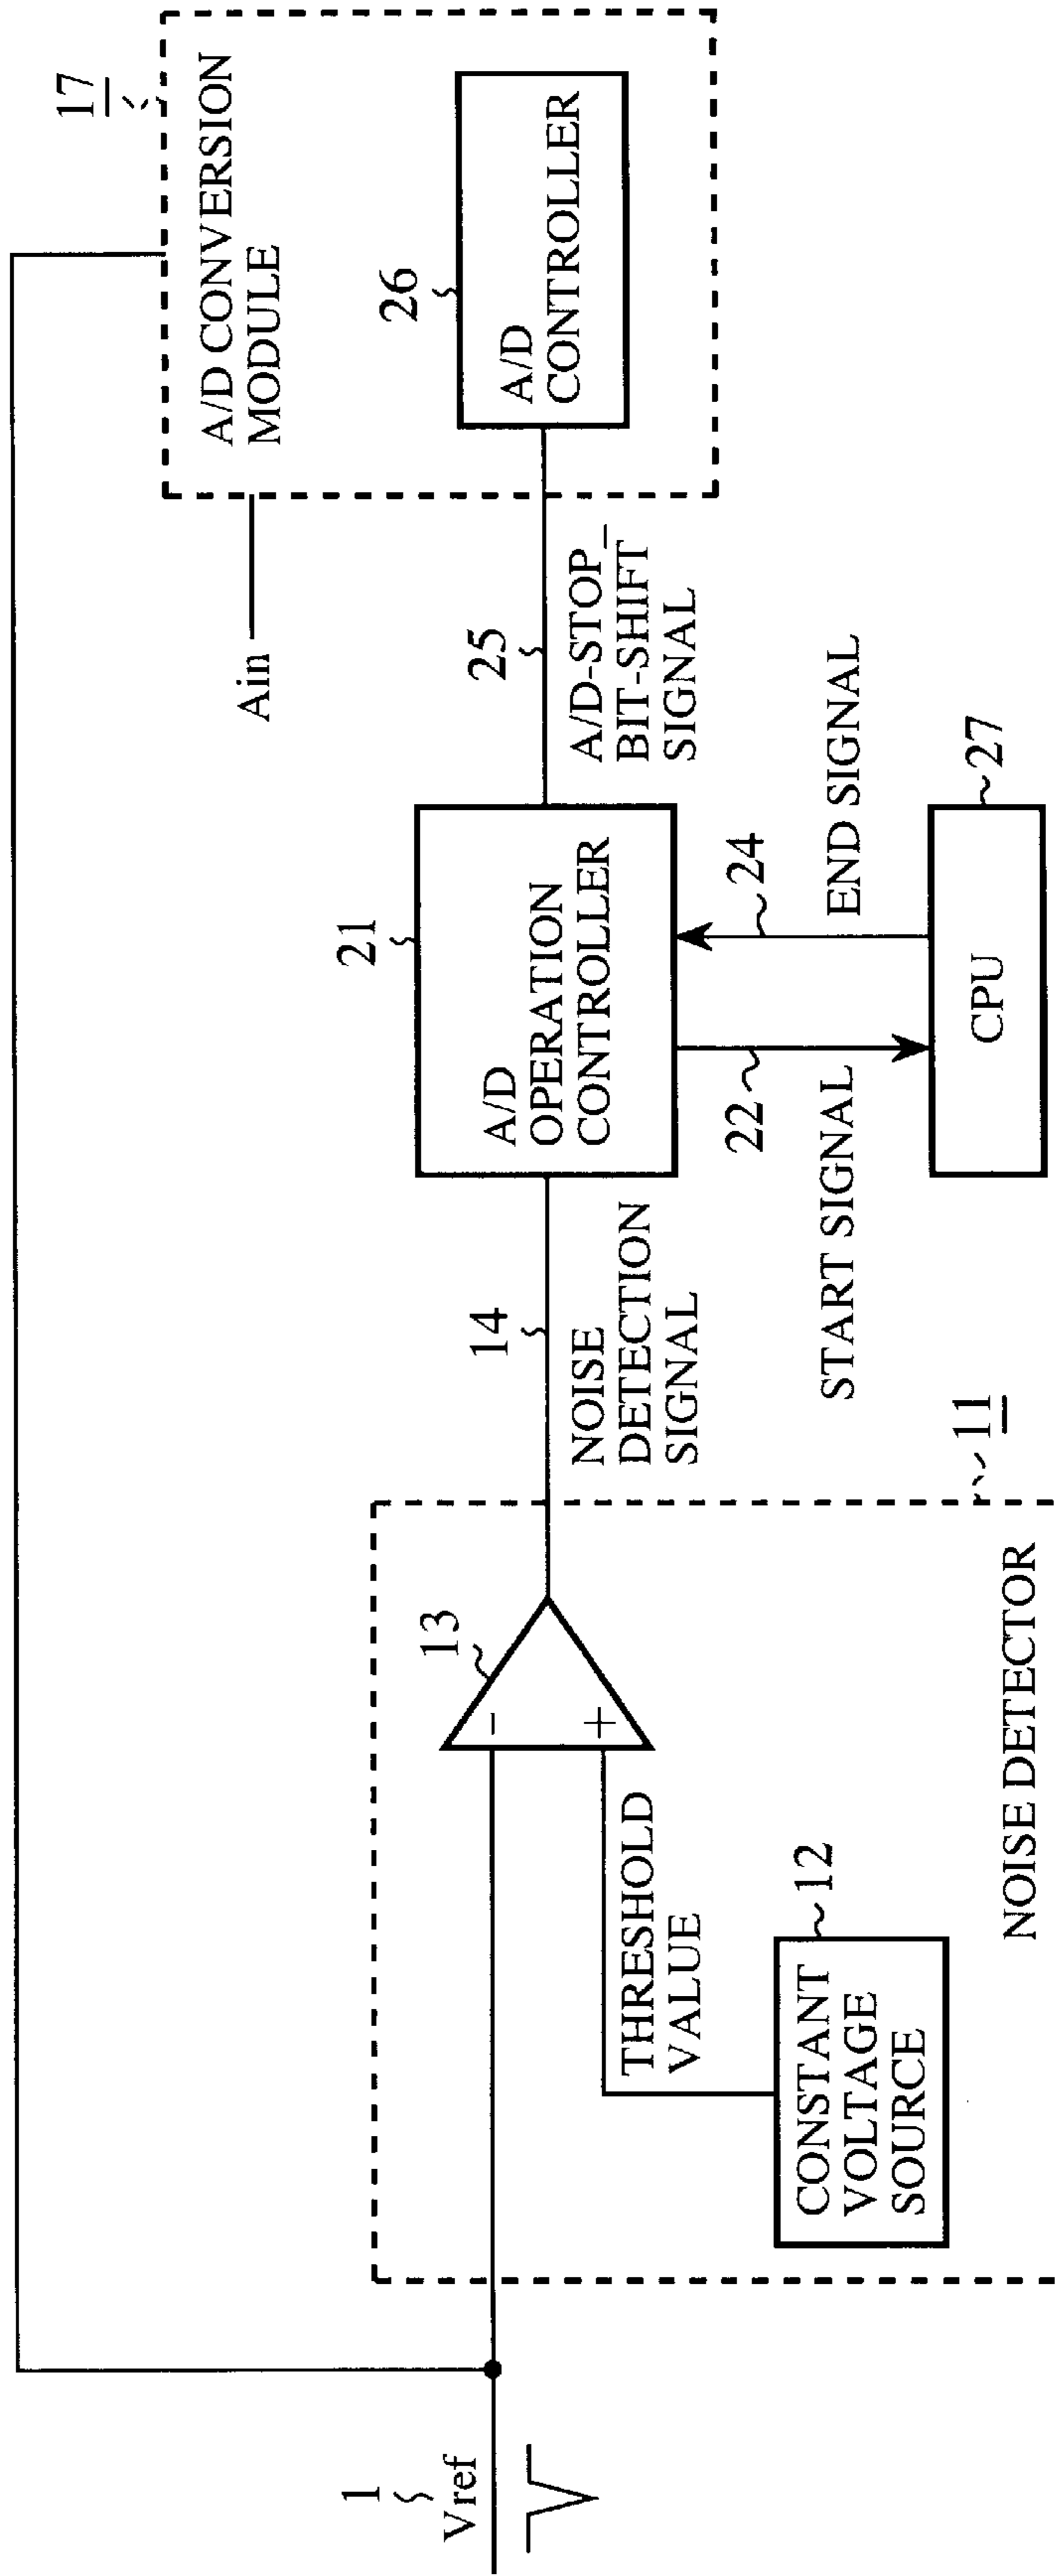 1
Vref
11
NOISE DETECTOR
13
-
+
THRESHOLD
VALUE
12
CONSTANT
VOLTAGE
SOURCE
14
NOISE
DETECTION
SIGNAL
21
A/D
OPERATION
CONTROLLER
22
START SIGNAL
24
END SIGNAL
CPU
27
25
A/D-STOP_
BIT-SHIFT
SIGNAL
Ain
17
A/D CONVERSION
MODULE
26
A/D
CONTROLLER